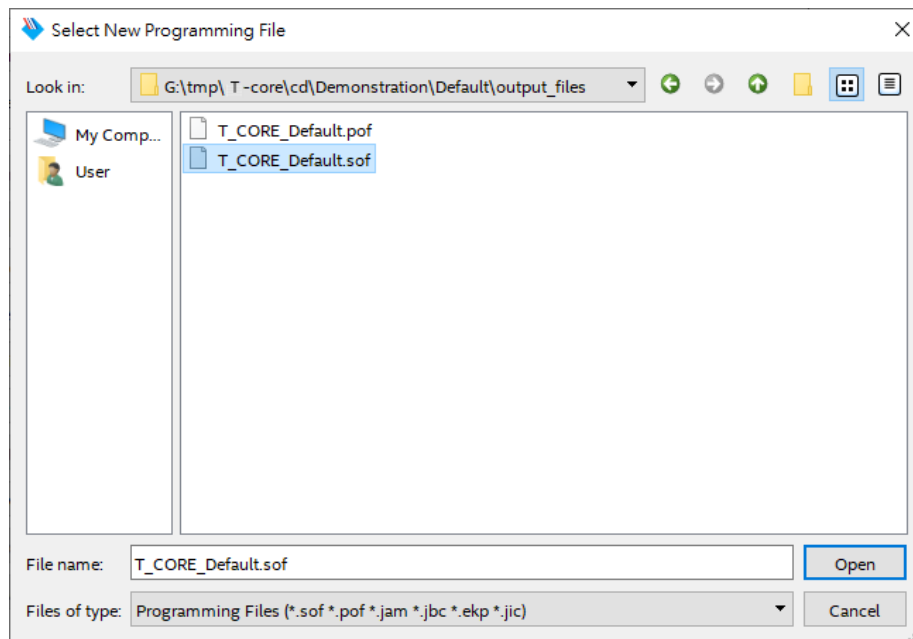 Select New Programming File
Look in: G:\tmp\ T -core\cd\Demonstration\Default\output_files
My Comp...
User
T_CORE_Default.pof
T_CORE_Default.sof
File name: T_CORE_Default.sof Open
Files of type: Programming Files (*.sof *.pof *.jam *.jbc *.ekp *.jic) Cancel